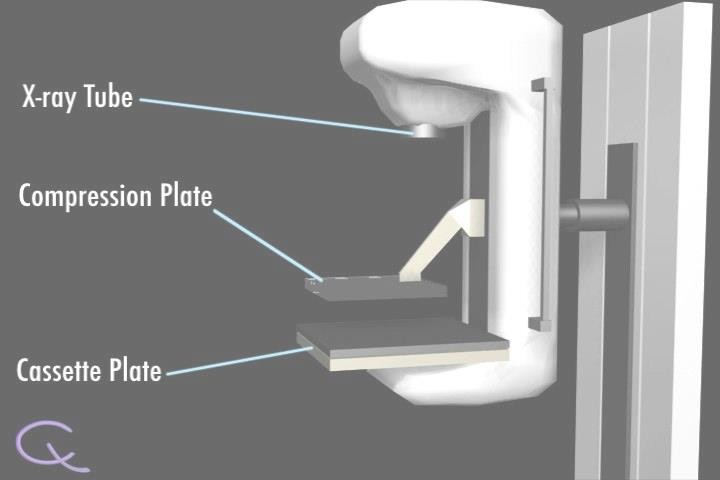 X-ray Tube
Compression Plate
Cassette Plate